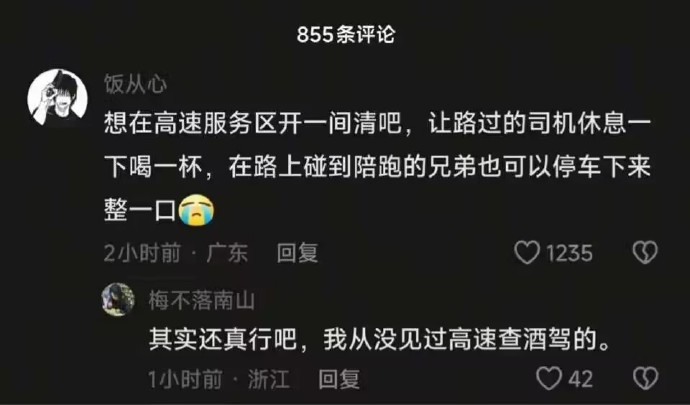 855条评论
饭从心
想在高速服务区开一间清吧，让路过的司机休息一
下喝一杯，在路上碰到陪跑的兄弟也可以停车下来
整一口😭
2小时前 · 广东 回复 1235
梅不落南山
其实还真行吧，我从没见过高速查酒驾的。
1小时前 · 浙江 回复 42